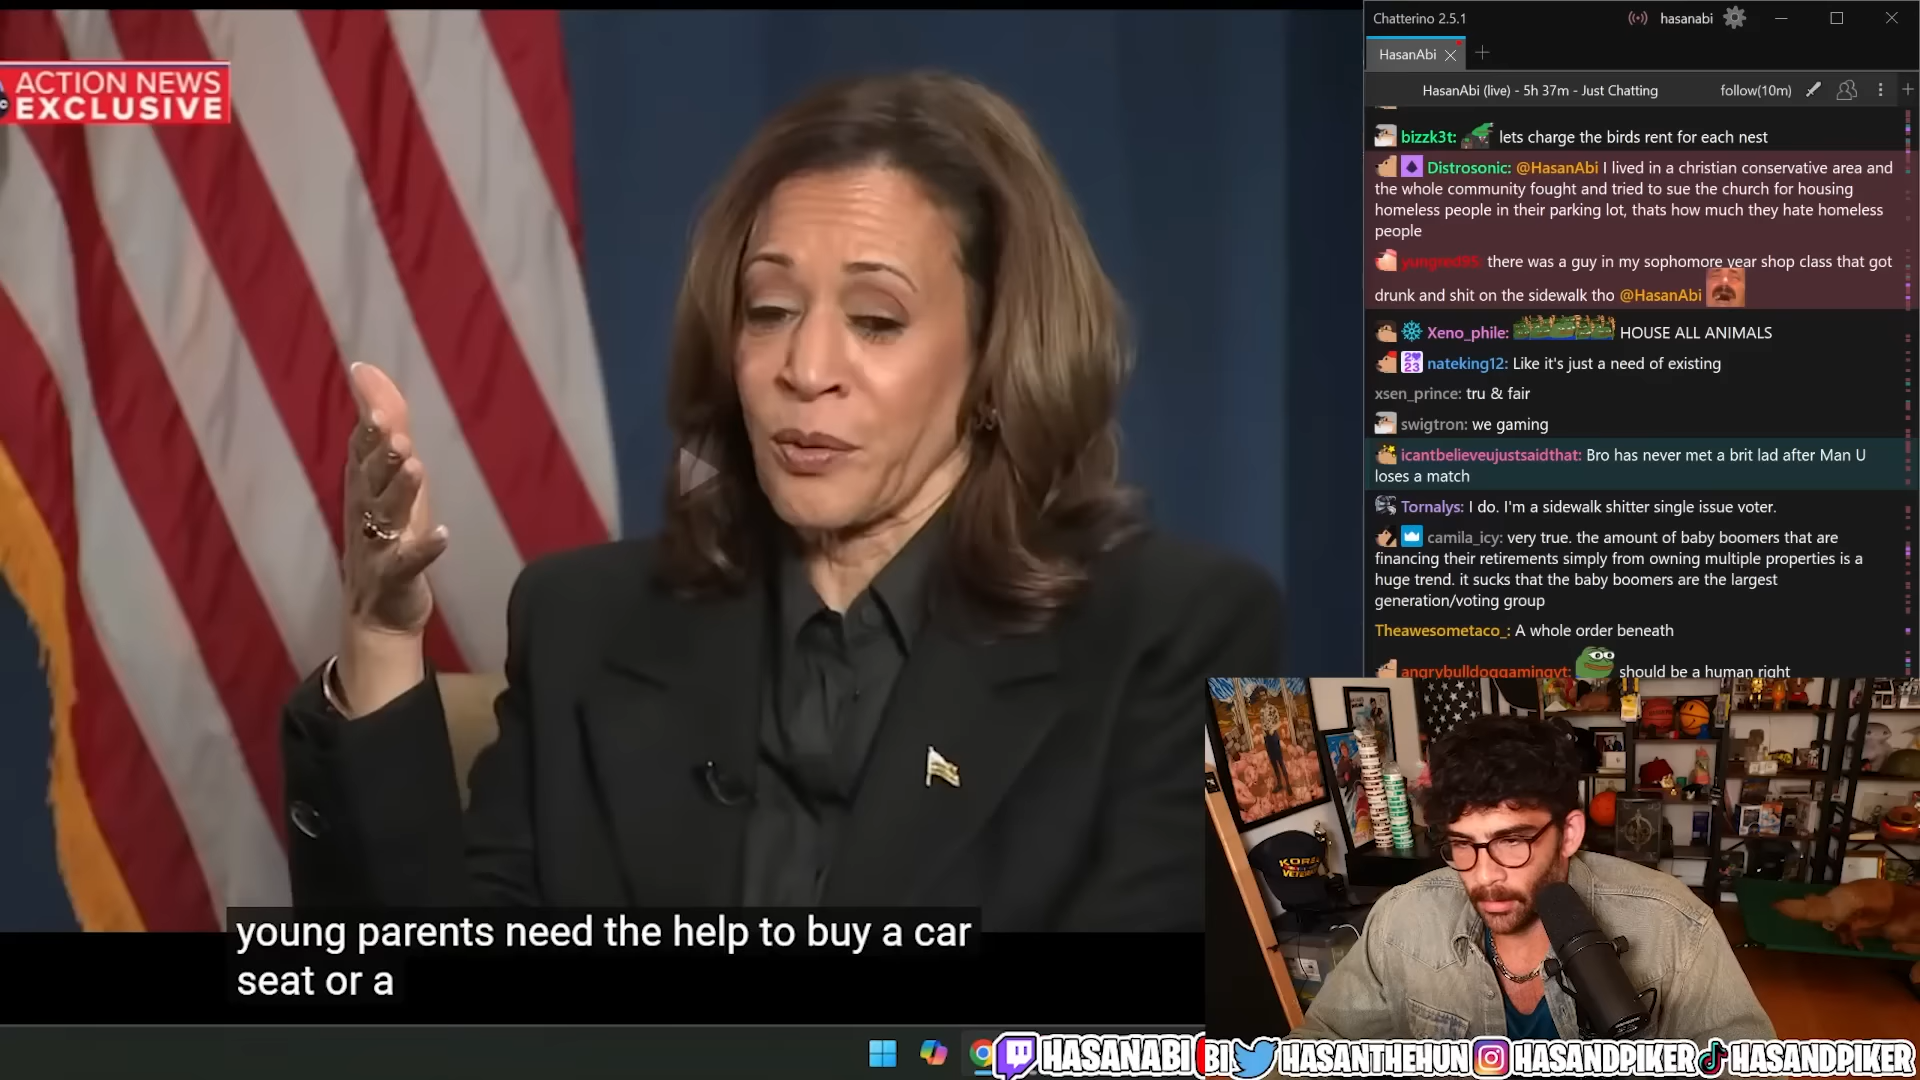 ACTION NEWS
EXCLUSIVE
young parents need the help to buy a car
seat or a
Chatterino 2.5.1
hasanabi
HasanAbi
HasanAbi (live) - 5h 37m - Just Chatting
follow(10m)
bizzk3t: lets charge the birds rent for each nest
Distrosonic: @HasanAbi I lived in a christian conservative area and
the whole community fought and tried to sue the church for housing
homeless people in their parking lot, thats how much they hate homeless
people
yungred95: there was a guy in my sophomore year shop class that got
drunk and shit on the sidewalk tho @HasanAbi
Xeno_phile: HOUSE ALL ANIMALS
nateking12: Like it's just a need of existing
xsen_prince: tru & fair
swigtron: we gaming
icantbelieveujustsaidthat: Bro has never met a brit lad after Man U
loses a match
Tornalys: I do. I'm a sidewalk shitter single issue voter.
camila_icy: very true. the amount of baby boomers that are
financing their retirements simply from owning multiple properties is a
huge trend. it sucks that the baby boomers are the largest
generation/voting group
Theawesometaco_: A whole order beneath
angrybulldoggamingyt: should be a human right
KOREA
VETERAN
HASANABI
BI
HASANTHEHUN
HASANDPIKER
HASANDPIKER